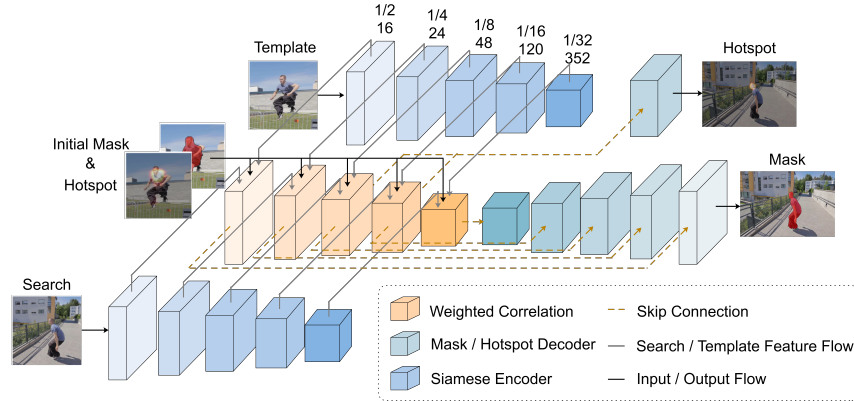 1/2
16
1/4
24
1/8
48
1/16
120
1/32
352
Template
Hotspot
Initial Mask
&
Hotspot
Mask
Search
Weighted Correlation
Mask / Hotspot Decoder
Siamese Encoder
Skip Connection
Search / Template Feature Flow
Input / Output Flow